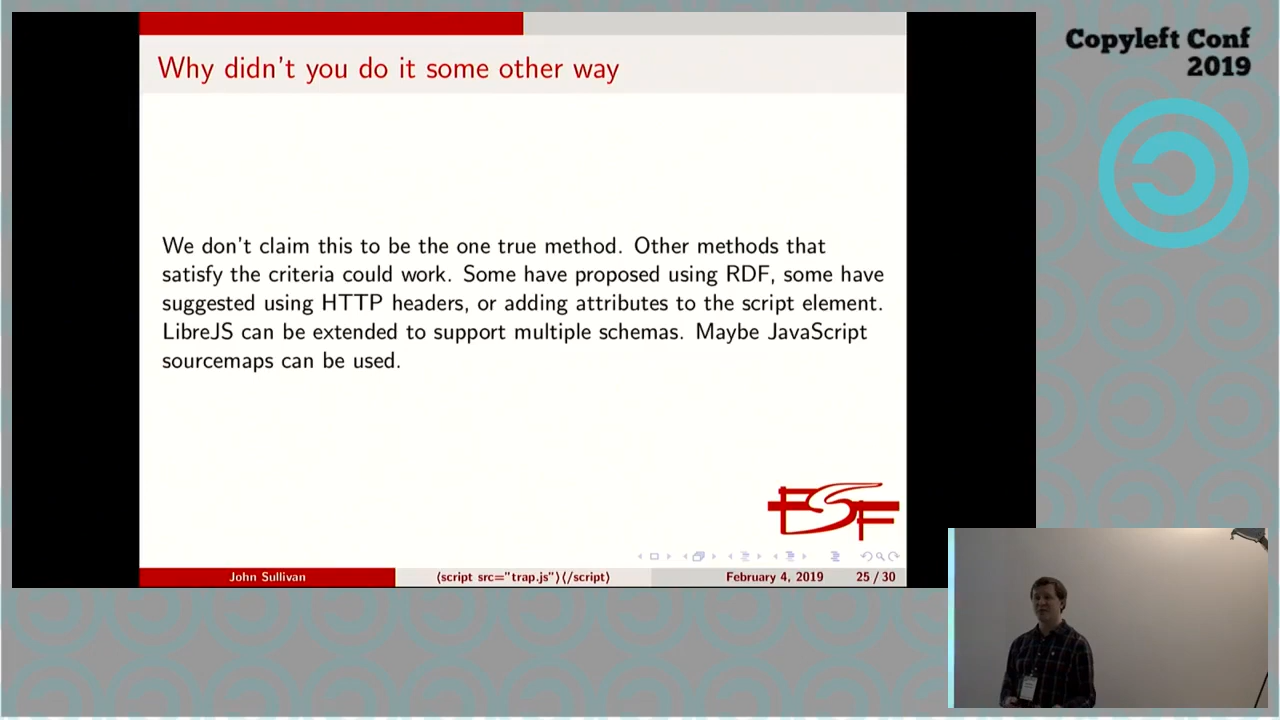 Copyleft Conf
2019
Why didn't you do it some other way
We don't claim this to be the one true method. Other methods that
satisfy the criteria could work. Some have proposed using RDF, some have
suggested using HTTP headers, or adding attributes to the script element.
LibreJS can be extended to support multiple schemas. Maybe JavaScript
sourcemaps can be used.
FSF
John Sullivan
⟨script src="trap.js"⟩⟨/script⟩
February 4, 2019
25 / 30